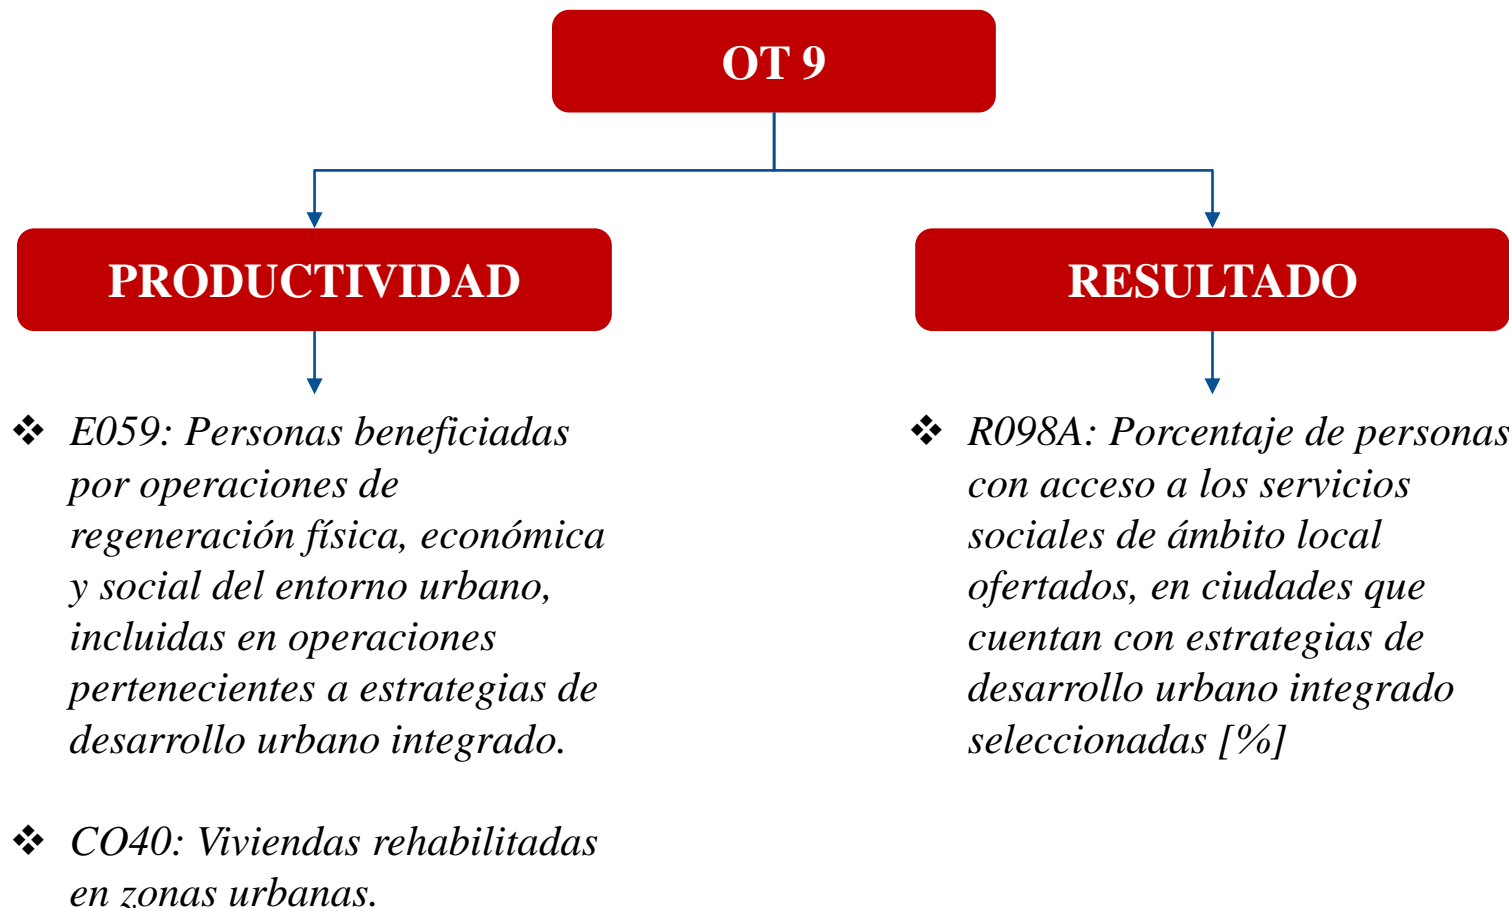 OT 9
PRODUCTIVIDAD
❖ E059: Personas beneficiadas
por operaciones de
regeneración física, económica
y social del entorno urbano,
incluidas en operaciones
pertenecientes a estrategias de
desarrollo urbano integrado.
❖ CO40: Viviendas rehabilitadas
en zonas urbanas.
RESULTADO
❖ R098A: Porcentaje de personas
con acceso a los servicios
sociales de ámbito local
ofertados, en ciudades que
cuentan con estrategias de
desarrollo urbano integrado
seleccionadas [%]